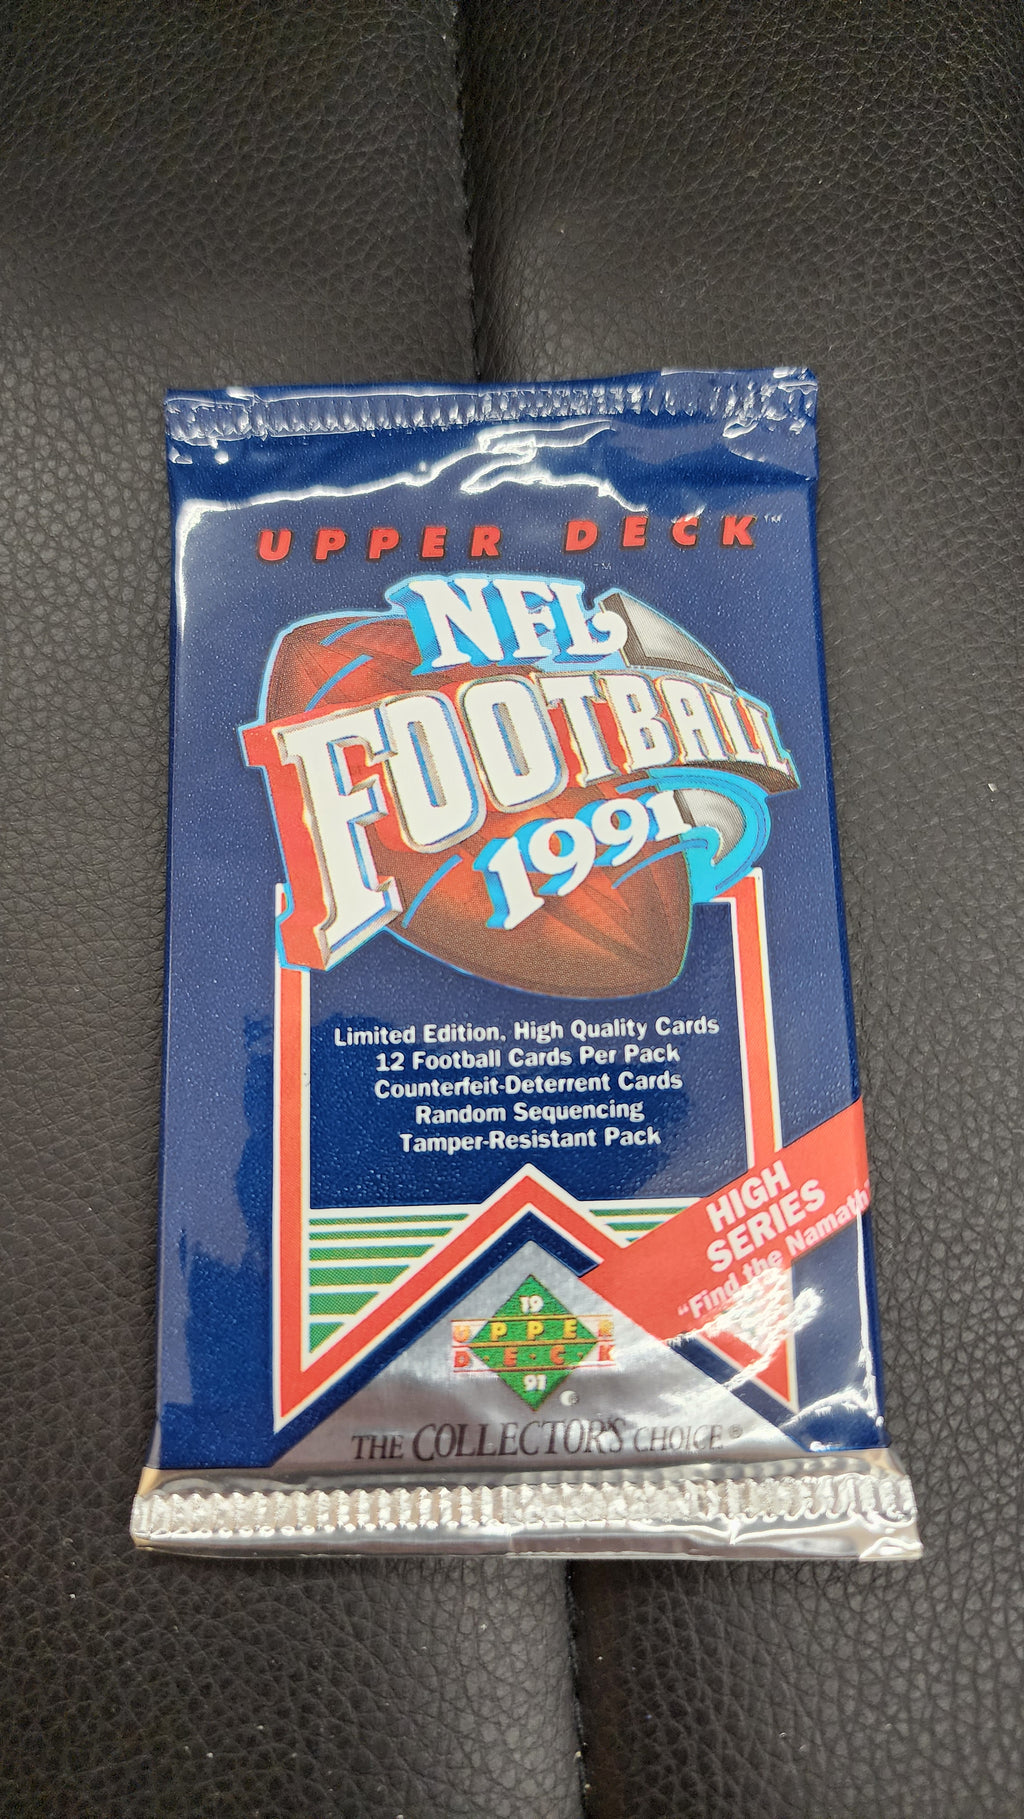 UPPER DECK™
NFL
FOOTBALL
1991
Limited Edition, High Quality Cards
12 Football Cards Per Pack
Counterfeit-Deterrent Cards
Random Sequencing
Tamper-Resistant Pack
HIGH
SERIES
"Find the Namath
19
UPPER
DECK
91
THE COLLECTOR'S CHOICE®